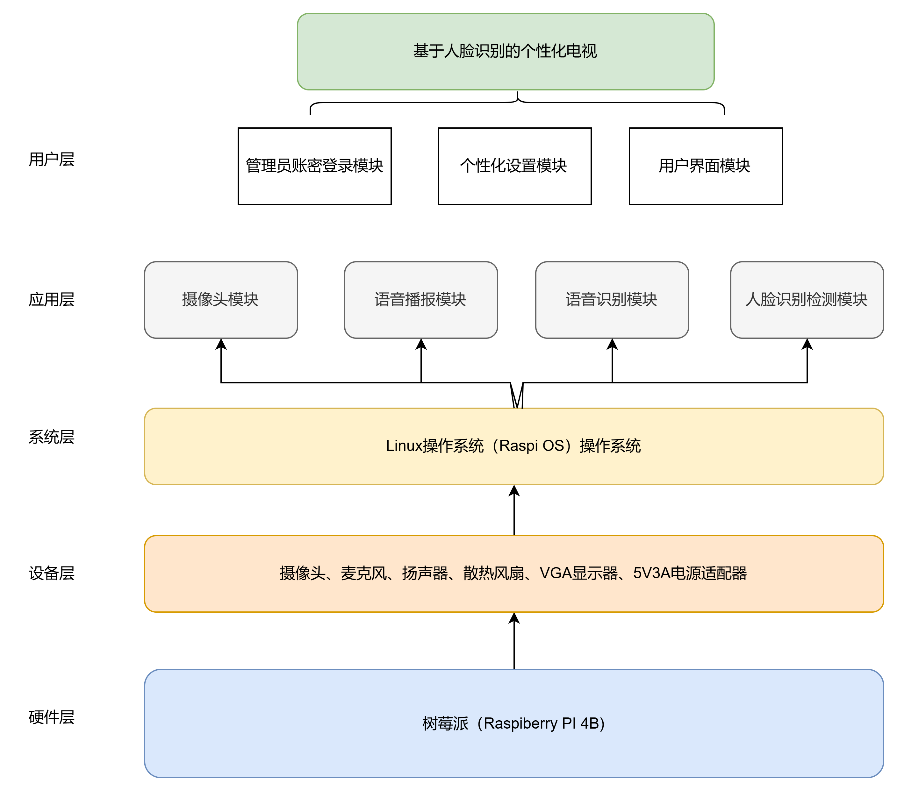 基于人脸识别的个性化电视
用户层
管理员账密登录模块
个性化设置模块
用户界面模块
应用层
摄像头模块
语音播报模块
语音识别模块
人脸识别检测模块
系统层
Linux操作系统（Raspi OS）操作系统
设备层
摄像头、麦克风、扬声器、散热风扇、VGA显示器、5V3A电源适配器
硬件层
树莓派（Raspiberry PI 4B)